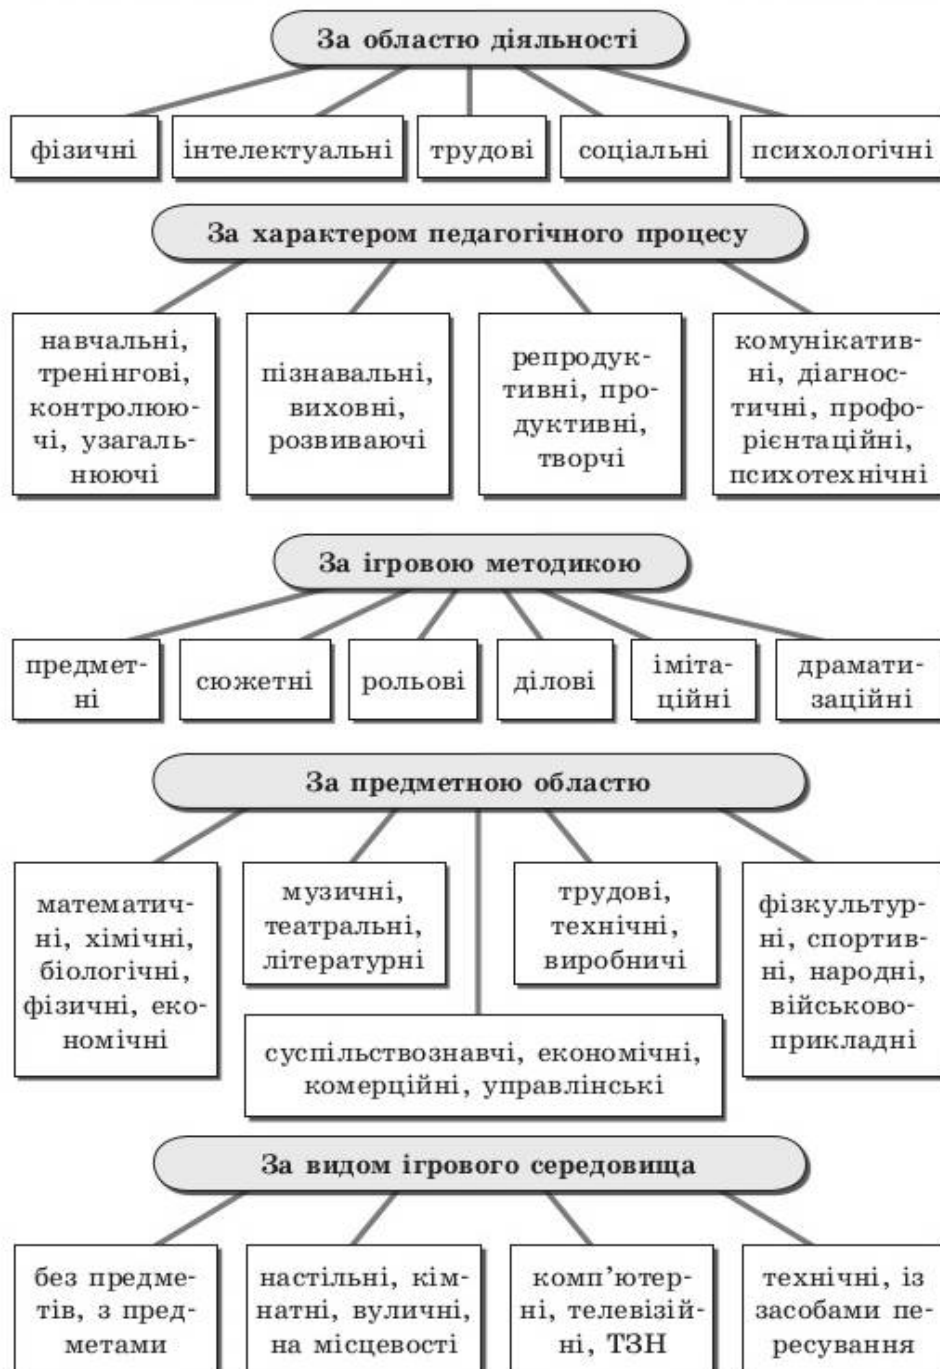 За областю діяльності
фізичні
інтелектуальні
трудові
соціальні
психологічні
За характером педагогічного процесу
навчальні,
тренінгові,
контролюю-
чі, узагаль-
нюючі
пізнавальні,
виховні,
розвиваючі
репродук-
тивні, про-
дуктивні,
творчі
комунікатив-
ні, діагнос-
тичні, профо-
рієнтаційні,
психотехнічні
За ігровою методикою
предмет-
ні
сюжетні
рольові
ділові
іміта-
ційні
драмати-
заційні
За предметною областю
математич-
ні, хімічні,
біологічні,
фізичні, еко-
номічні
музичні,
театральні,
літературні
трудові,
технічні,
виробничі
фізкультур-
ні, спортив-
ні, народні,
військово-
прикладні
суспільствознавчі, економічні,
комерційні, управлінські
За видом ігрового середовища
без предме-
тів, з пред-
метами
настільні, кім-
натні, вуличні,
на місцевості
комп’ютер-
ні, телевізій-
ні, ТЗН
технічні, із
засобами пе-
ресування